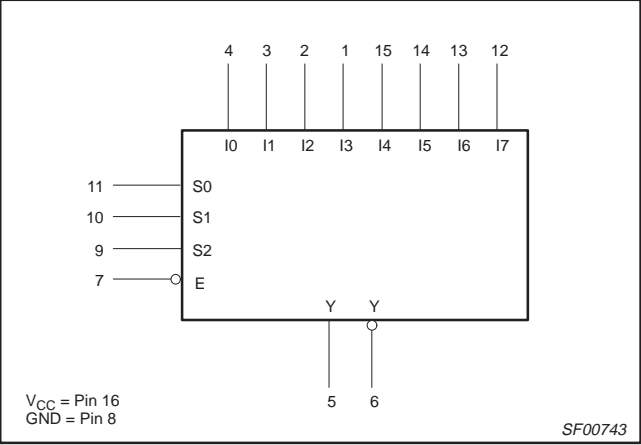 4 3 2 1 15 14 13 12
I0 I1 I2 I3 I4 I5 I6 I7
11 S0
10 S1
9 S2
7 E
Y Y
5 6
VCC = Pin 16
GND = Pin 8
SF00743